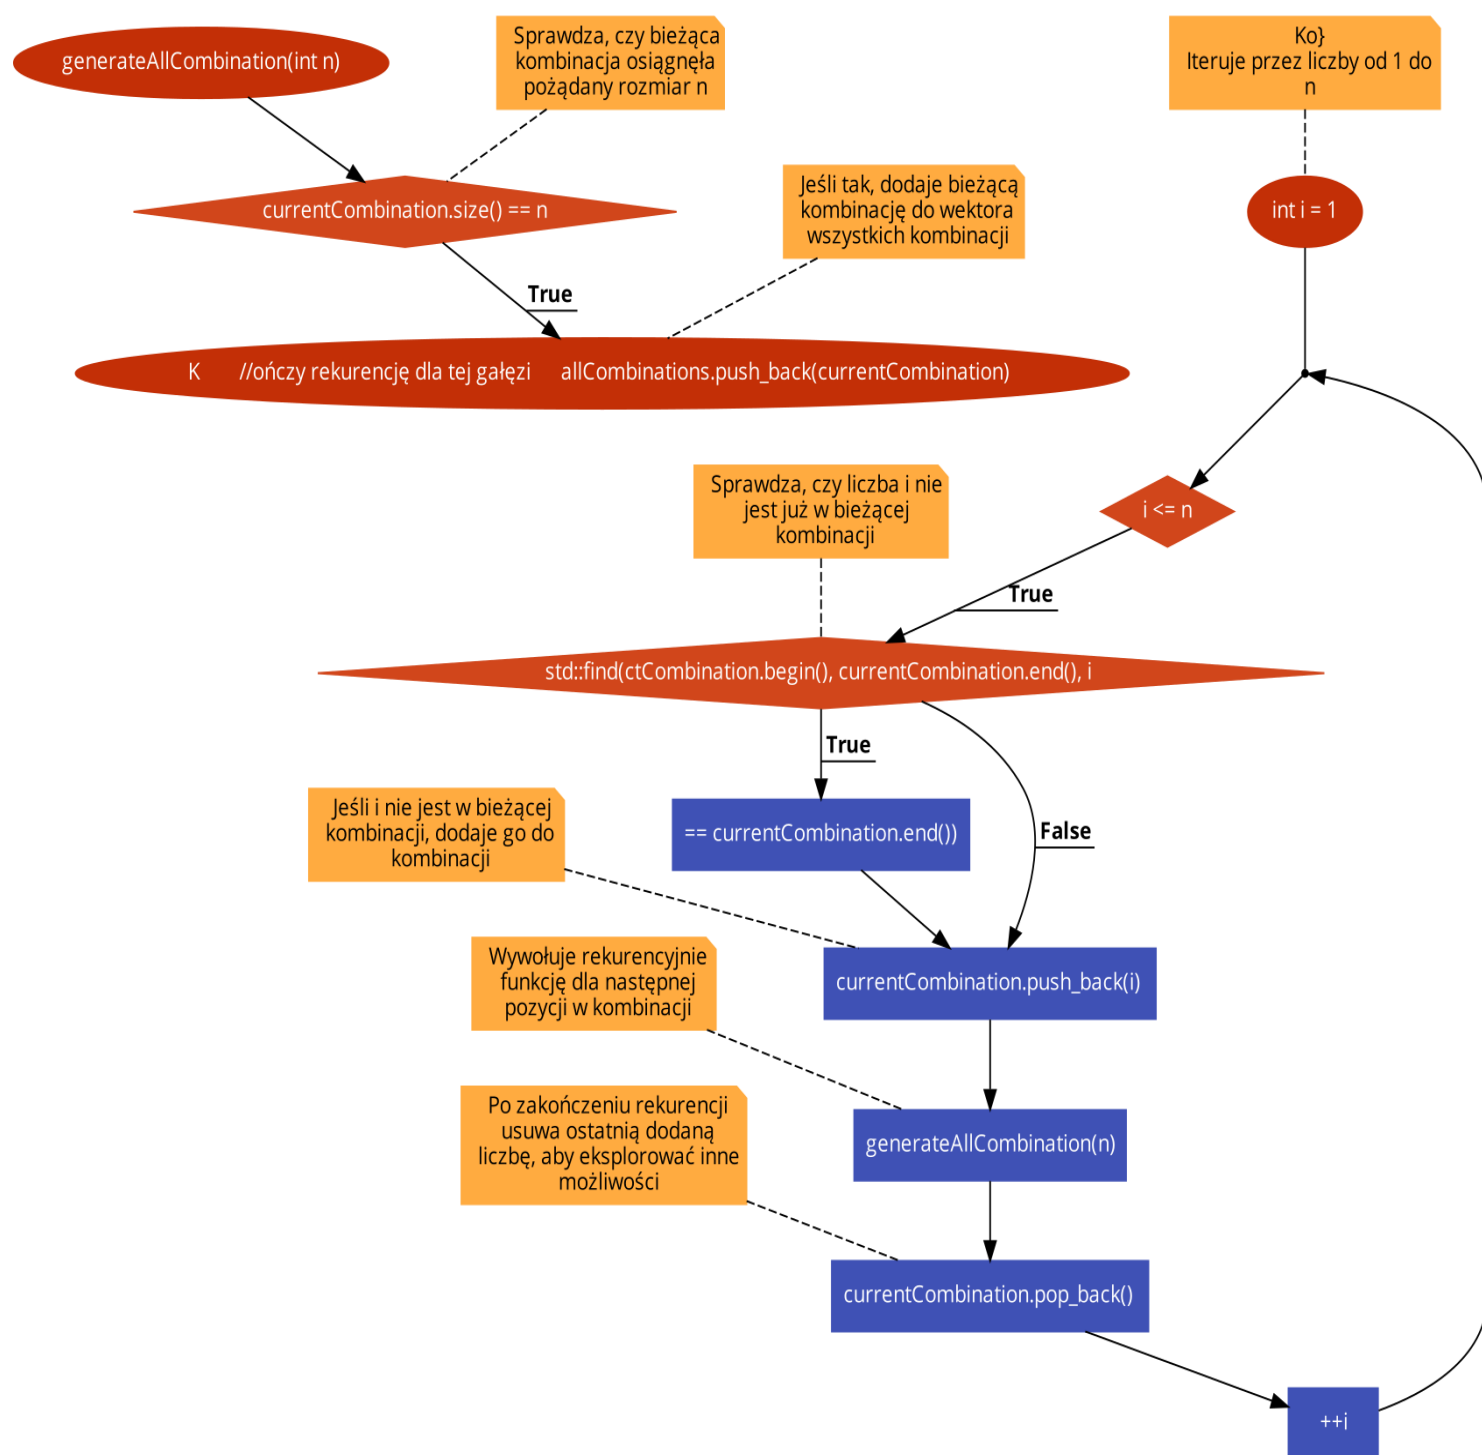 generateAllCombination(int n)
Sprawdza, czy bieżąca
kombinacja osiągnęła
pożądany rozmiar n
Ko}
Iteruje przez liczby od 1 do
n
currentCombination.size() == n
Jeśli tak, dodaje bieżącą
kombinację do wektora
wszystkich kombinacji
int i = 1
True
K //ończy rekurencję dla tej gałęzi allCombinations.push_back(currentCombination)
Sprawdza, czy liczba i nie
jest już w bieżącej
kombinacji
i <= n
True
std::find(ctCombination.begin(), currentCombination.end(), i
True
Jeśli i nie jest w bieżącej
kombinacji, dodaje go do
kombinacji
== currentCombination.end())
False
Wywołuje rekurencyjnie
funkcję dla następnej
pozycji w kombinacji
currentCombination.push_back(i)
Po zakończeniu rekurencji
usuwa ostatnią dodaną
liczbę, aby eksplorować inne
możliwości
generateAllCombination(n)
currentCombination.pop_back()
++i